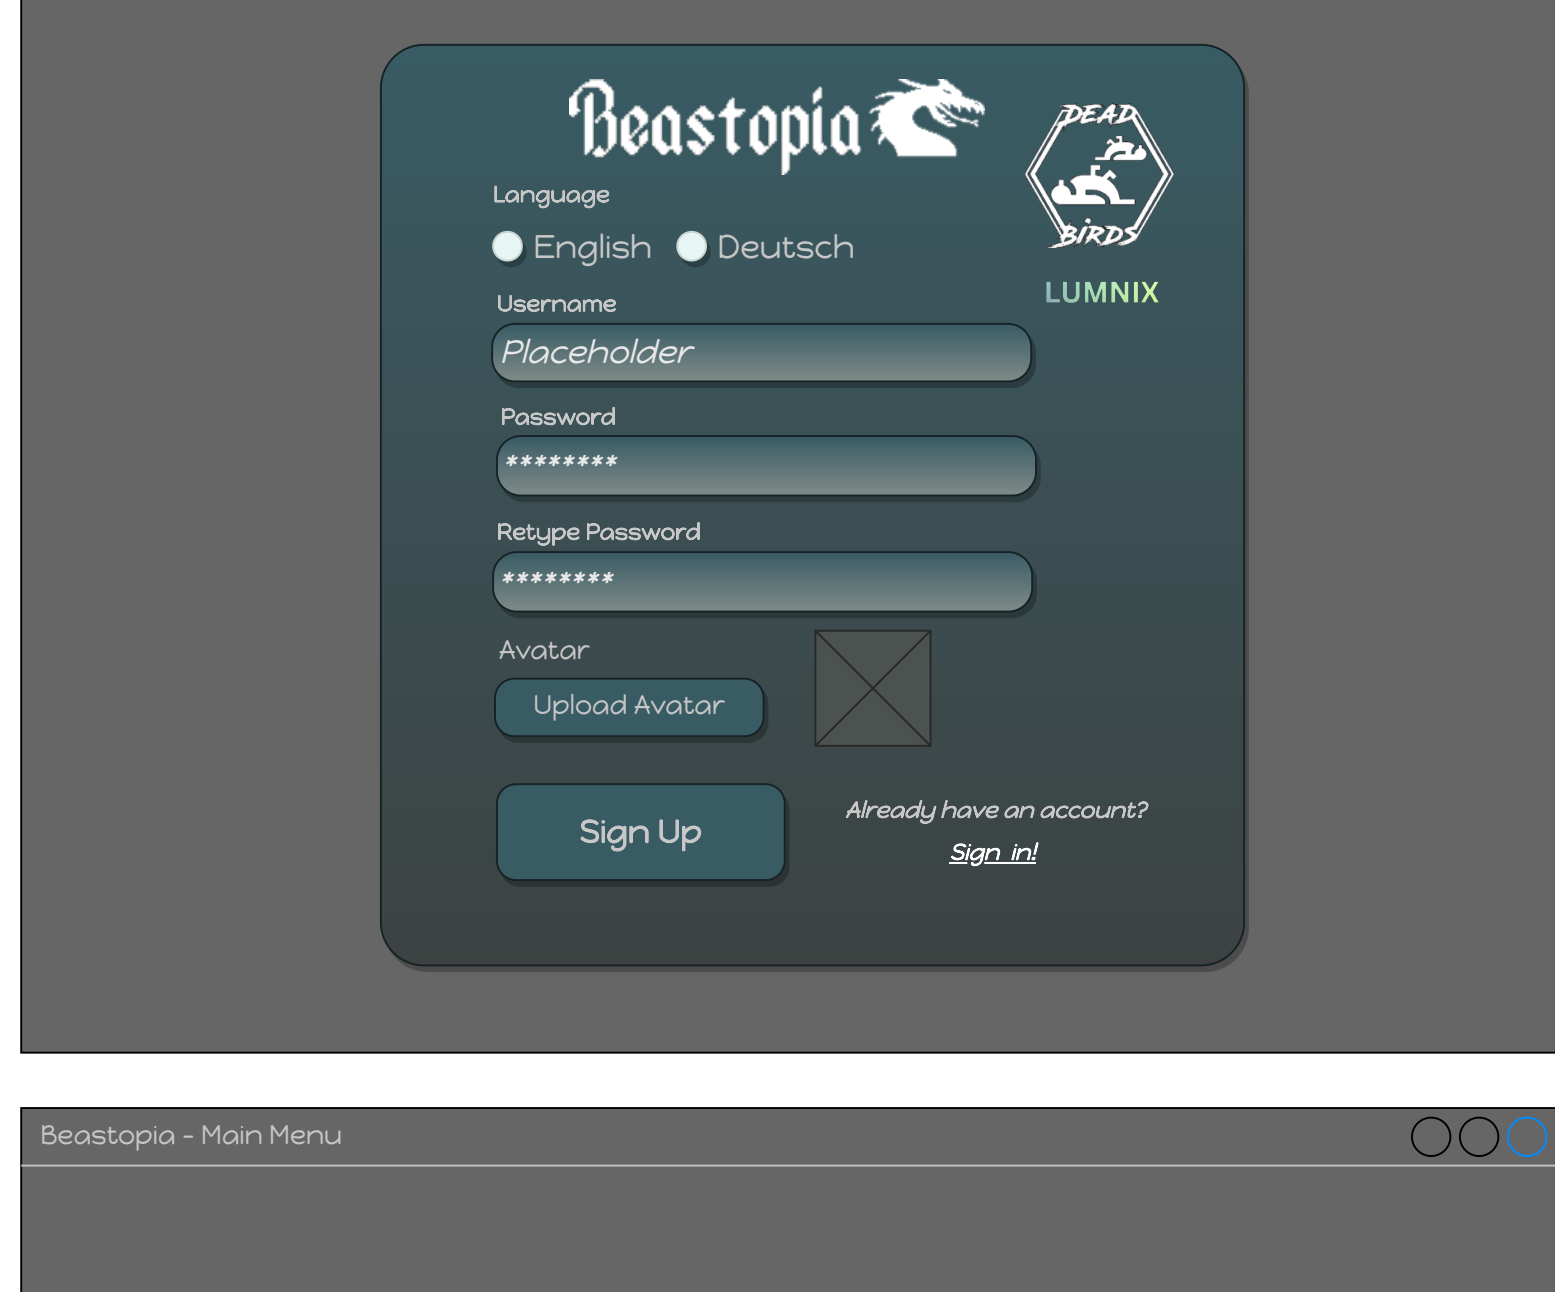 Beastopia
DEAD
BIRDS
LUMNIX
Language
English Deutsch
Username
Placeholder
Password
********
Retype Password
********
Avatar
Upload Avatar
Sign Up
Already have an account?
Sign in!
Beastopia - Main Menu